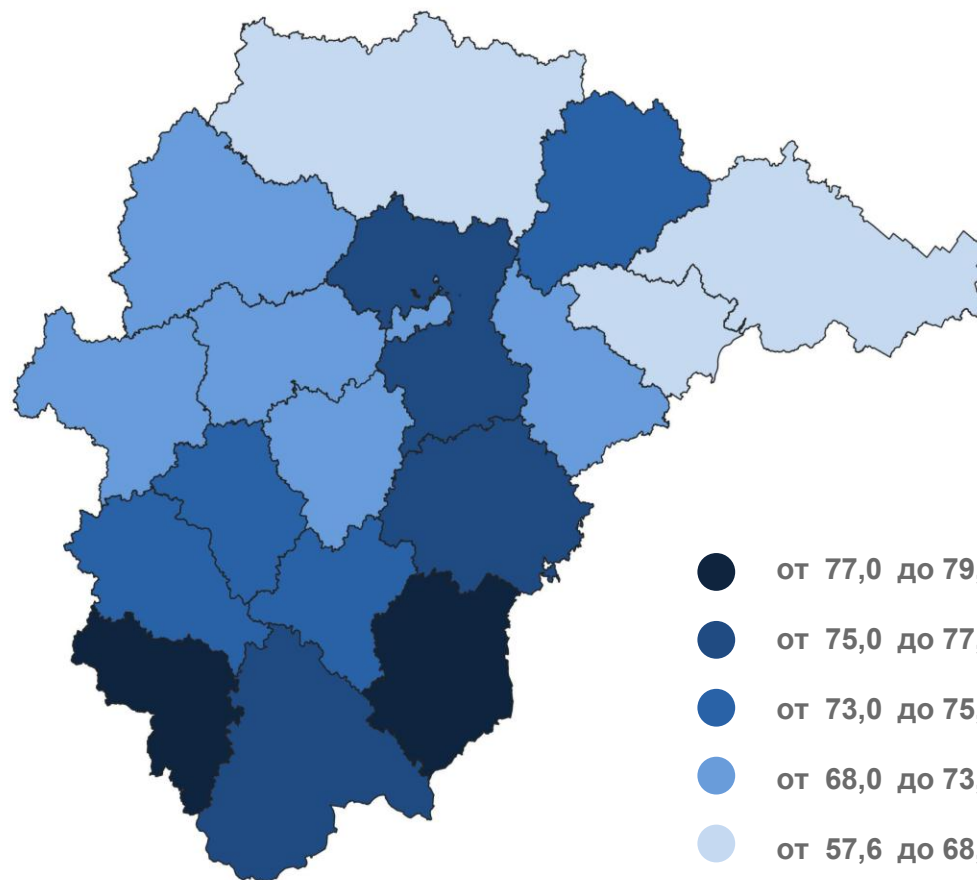 от 77,0 до 79,
от 75,0 до 77,
от 73,0 до 75,
от 68,0 до 73,
от 57,6 до 68,